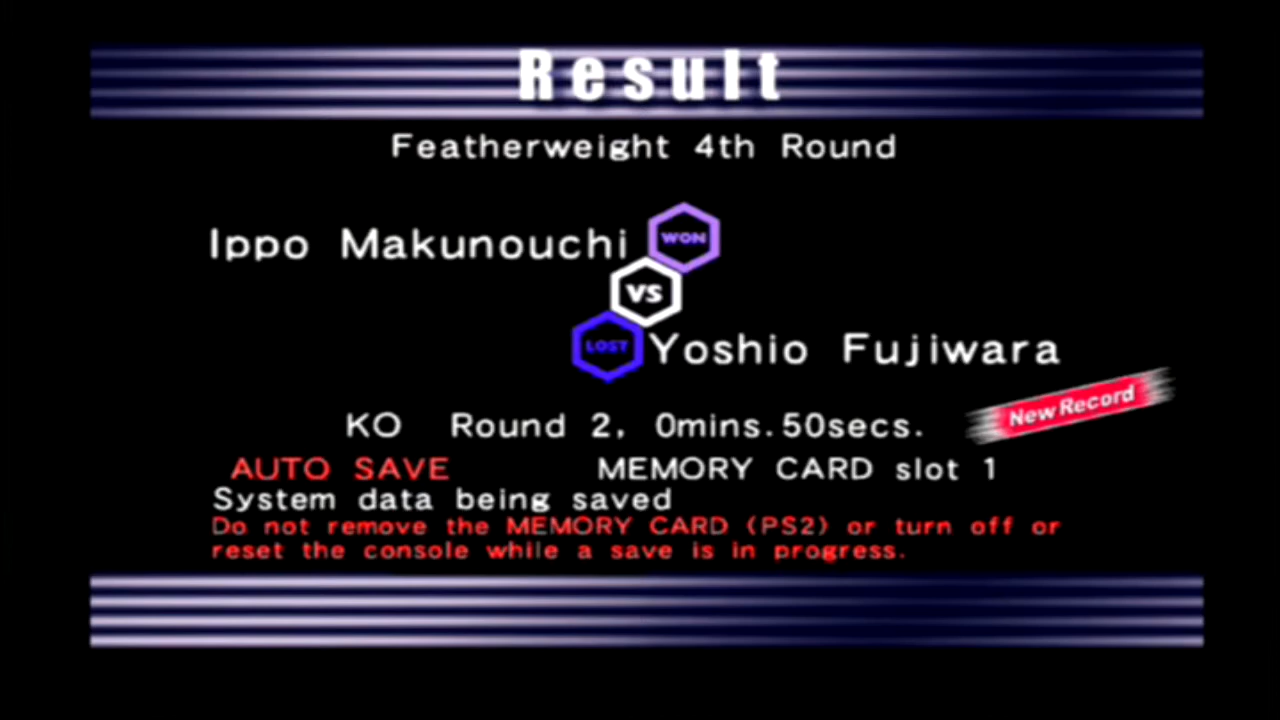 Result
Featherweight 4th Round
Ippo Makunouchi WON
VS
LOST Yoshio Fujiwara
KO Round 2, 0mins.50secs. New Record
AUTO SAVE MEMORY CARD slot 1
System data being saved
Do not remove the MEMORY CARD (PS2) or turn off or
reset the console while a save is in progress.